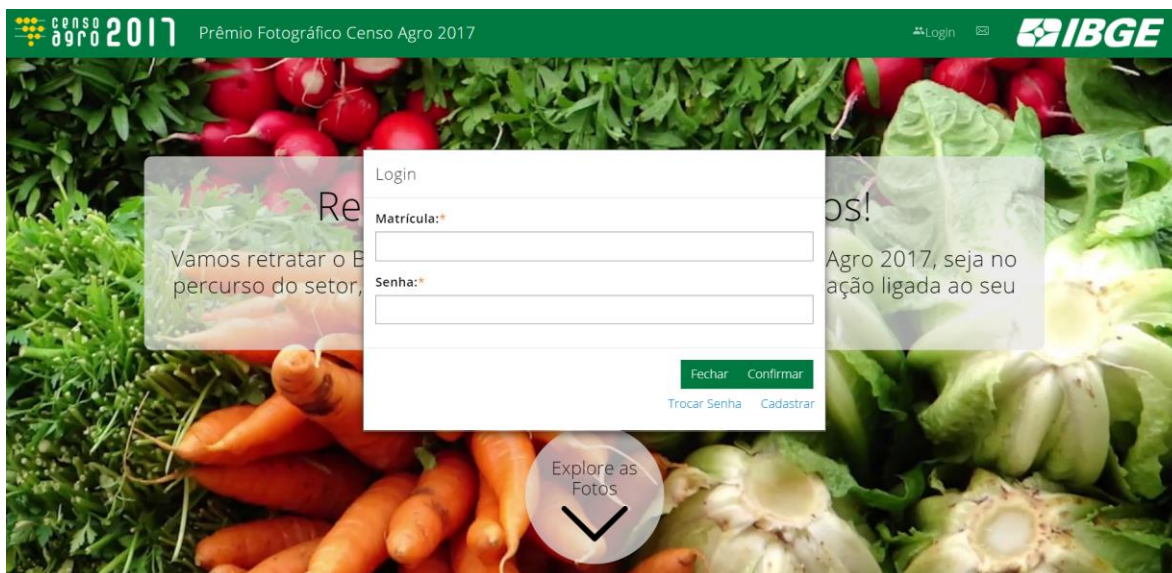 censo
agro 2017
Prêmio Fotográfico Censo Agro 2017
Login
IBGE
Login
Re
os!
Matrícula:*
Vamos retratar o B
Agro 2017, seja no
percurso do setor,
ação ligada ao seu
Senha:*
Fechar Confirmar
Trocar Senha Cadastrar
Explore as
Fotos